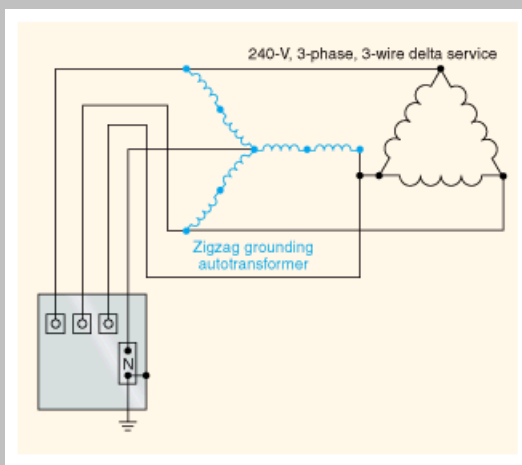 240-V, 3-phase, 3-wire delta service
Zigzag grounding
autotransformer
N